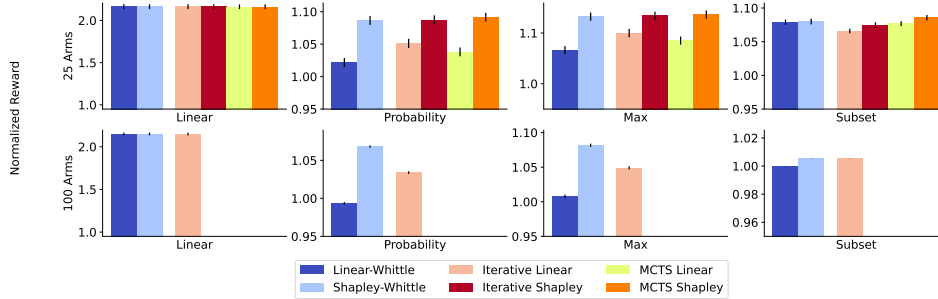 Normalized Reward
25 Arms
2.0
1.5
1.0
Linear
1.10
1.05
1.00
0.95
Probability
1.1
1.0
Max
1.10
1.05
1.00
0.95
Subset
100 Arms
2.0
1.5
1.0
Linear
1.05
1.00
0.95
Probability
1.10
1.05
1.00
0.95
Max
1.02
1.00
0.98
0.96
Subset
Linear-Whittle
Shapley-Whittle
Iterative Linear
Iterative Shapley
MCTS Linear
MCTS Shapley